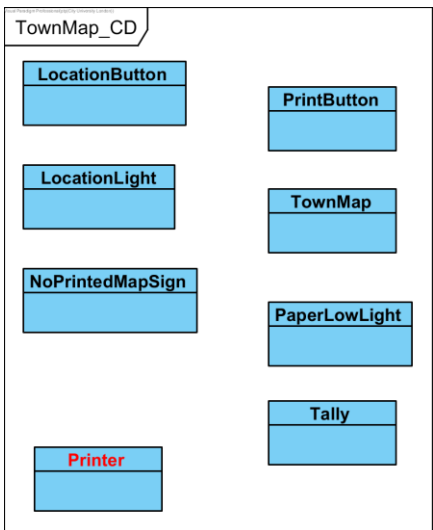 TownMap_CD
LocationButton
PrintButton
LocationLight
TownMap
NoPrintedMapSign
PaperLowLight
Tally
Printer